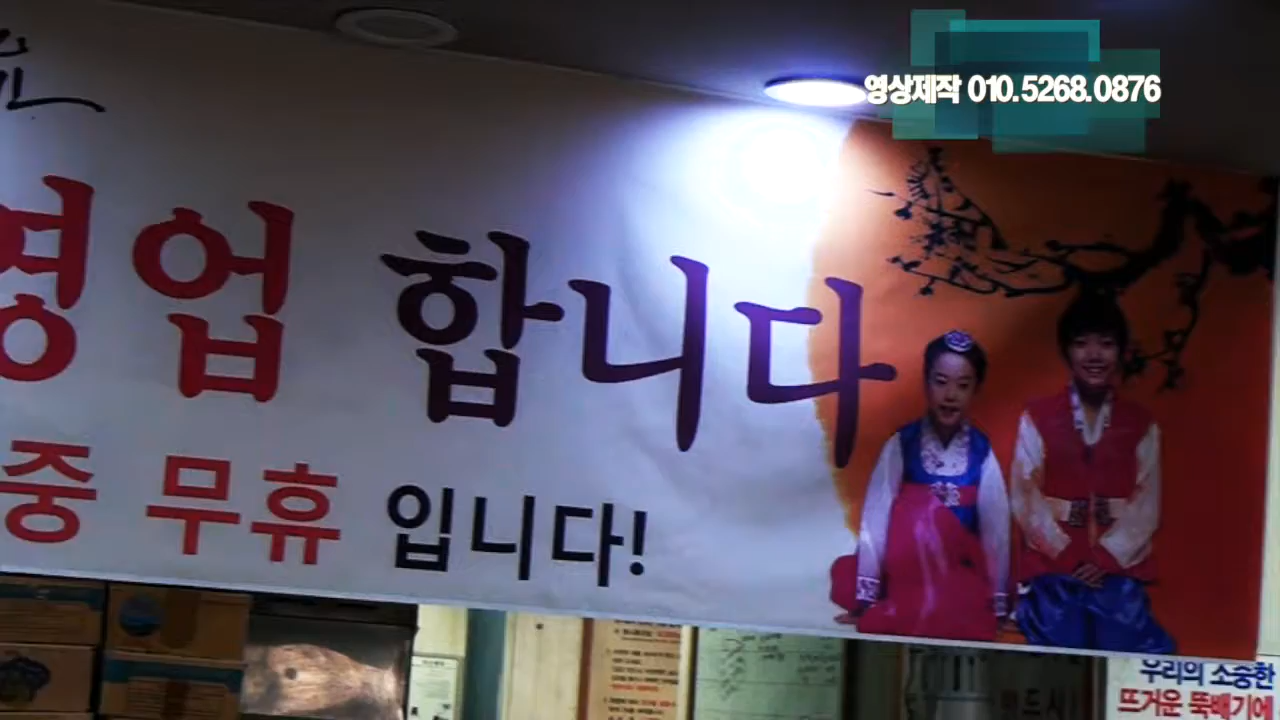 영상제작 010.5268.0876
영업 합니다
중 무휴 입니다!
우리의 소중한
뜨거운 뚝배기에